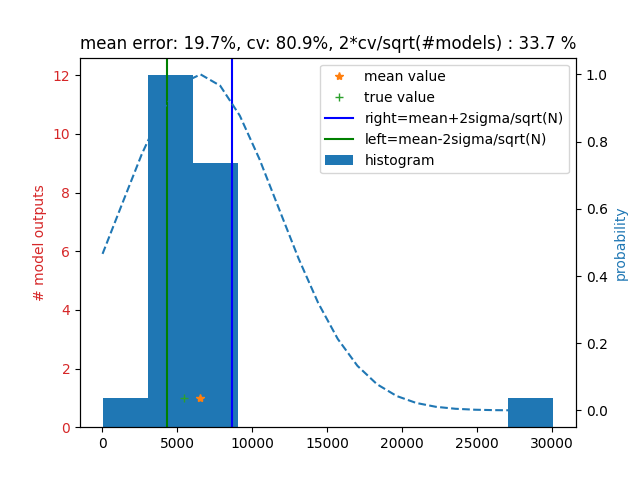 mean error: 19.7%, cv: 80.9%, 2*cv/sqrt(#models) : 33.7 %
mean value
true value
right=mean+2sigma/sqrt(N)
left=mean-2sigma/sqrt(N)
histogram
# model outputs
12
10
8
6
4
2
0
0
5000
10000
15000
20000
25000
30000
1.0
0.8
0.6
0.4
0.2
0.0
probability